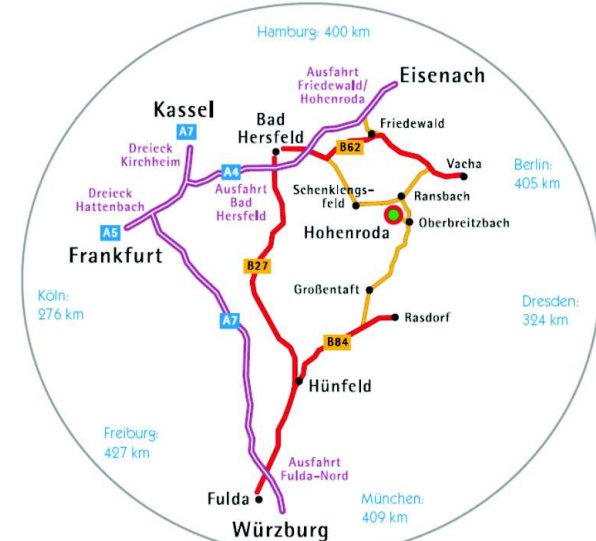 Hamburg: 400 km
Ausfahrt
Friedewald/
Hohenroda
Eisenach
Kassel
A7
Bad
Hersfeld
Friedewald
B62
Dreieck
Kirchheim
Vacha
Berlin:
405 km
A4
Ausfahrt
Bad
Hersfeld
Schenklengs-
feld
Ransbach
Dreieck
Hattenbach
A5
Frankfurt
Hohenroda
Oberbreitzbach
B27
Köln:
276 km
Großentaft
Dresden:
324 km
A7
Rasdorf
B84
Hünfeld
Freiburg:
427 km
Ausfahrt
Fulda-Nord
Fulda
München:
409 km
Würzburg